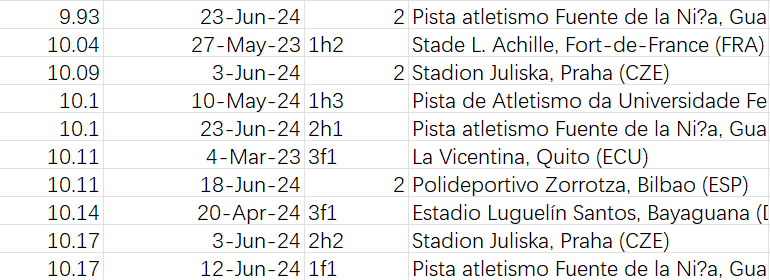 9.93 23-Jun-24 2 Pista atletismo Fuente de la Ni?a, Gua
10.04 27-May-23 1h2 Stade L. Achille, Fort-de-France (FRA)
10.09 3-Jun-24 2 Stadion Juliska, Praha (CZE)
10.1 10-May-24 1h3 Pista de Atletismo da Universidade Fe
10.1 23-Jun-24 2h1 Pista atletismo Fuente de la Ni?a, Gua
10.11 4-Mar-23 3f1 La Vicentina, Quito (ECU)
10.11 18-Jun-24 2 Polideportivo Zorrotza, Bilbao (ESP)
10.14 20-Apr-24 3f1 Estadio Luguelín Santos, Bayaguana (D
10.17 3-Jun-24 2h2 Stadion Juliska, Praha (CZE)
10.17 12-Jun-24 1f1 Pista atletismo Fuente de la Ni?a, Gua